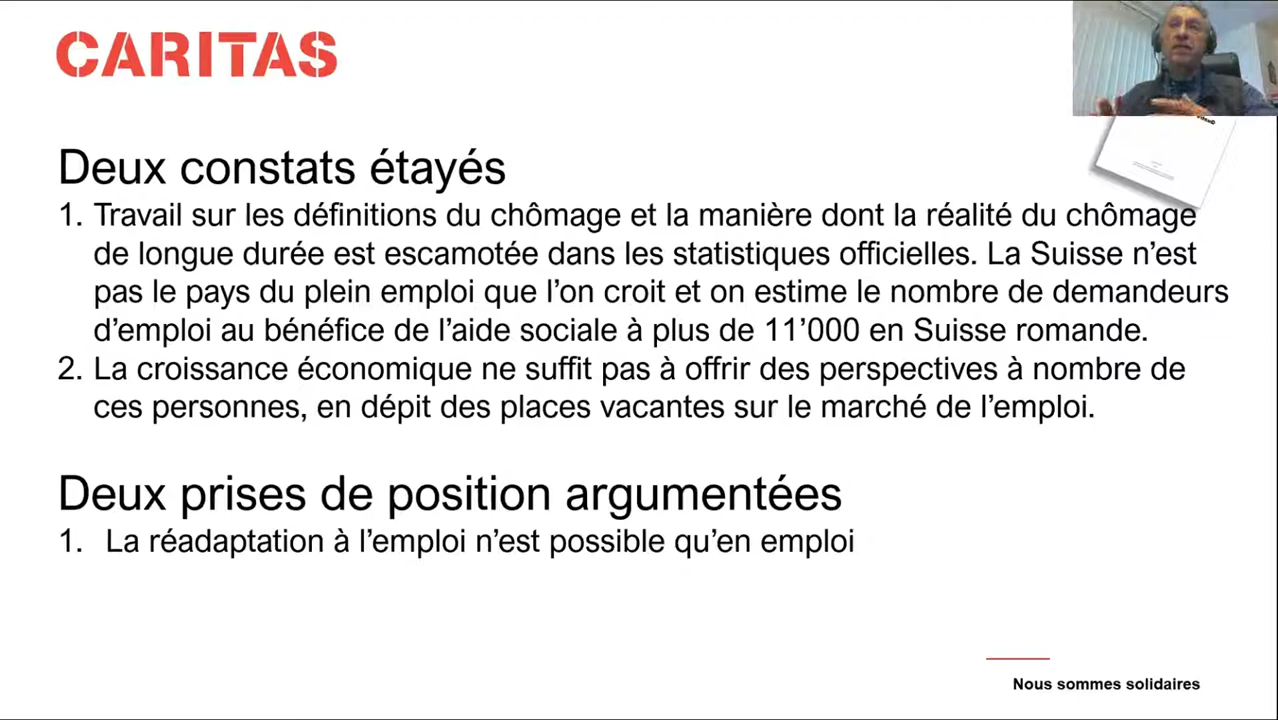 CARITAS
Deux constats étayés
1. Travail sur les définitions du chômage et la manière dont la réalité du chômage
de longue durée est escamotée dans les statistiques officielles. La Suisse n’est
pas le pays du plein emploi que l’on croit et on estime le nombre de demandeurs
d’emploi au bénéfice de l’aide sociale à plus de 11’000 en Suisse romande.
2. La croissance économique ne suffit pas à offrir des perspectives à nombre de
ces personnes, en dépit des places vacantes sur le marché de l’emploi.
Deux prises de position argumentées
1. La réadaptation à l’emploi n’est possible qu’en emploi
Nous sommes solidaires